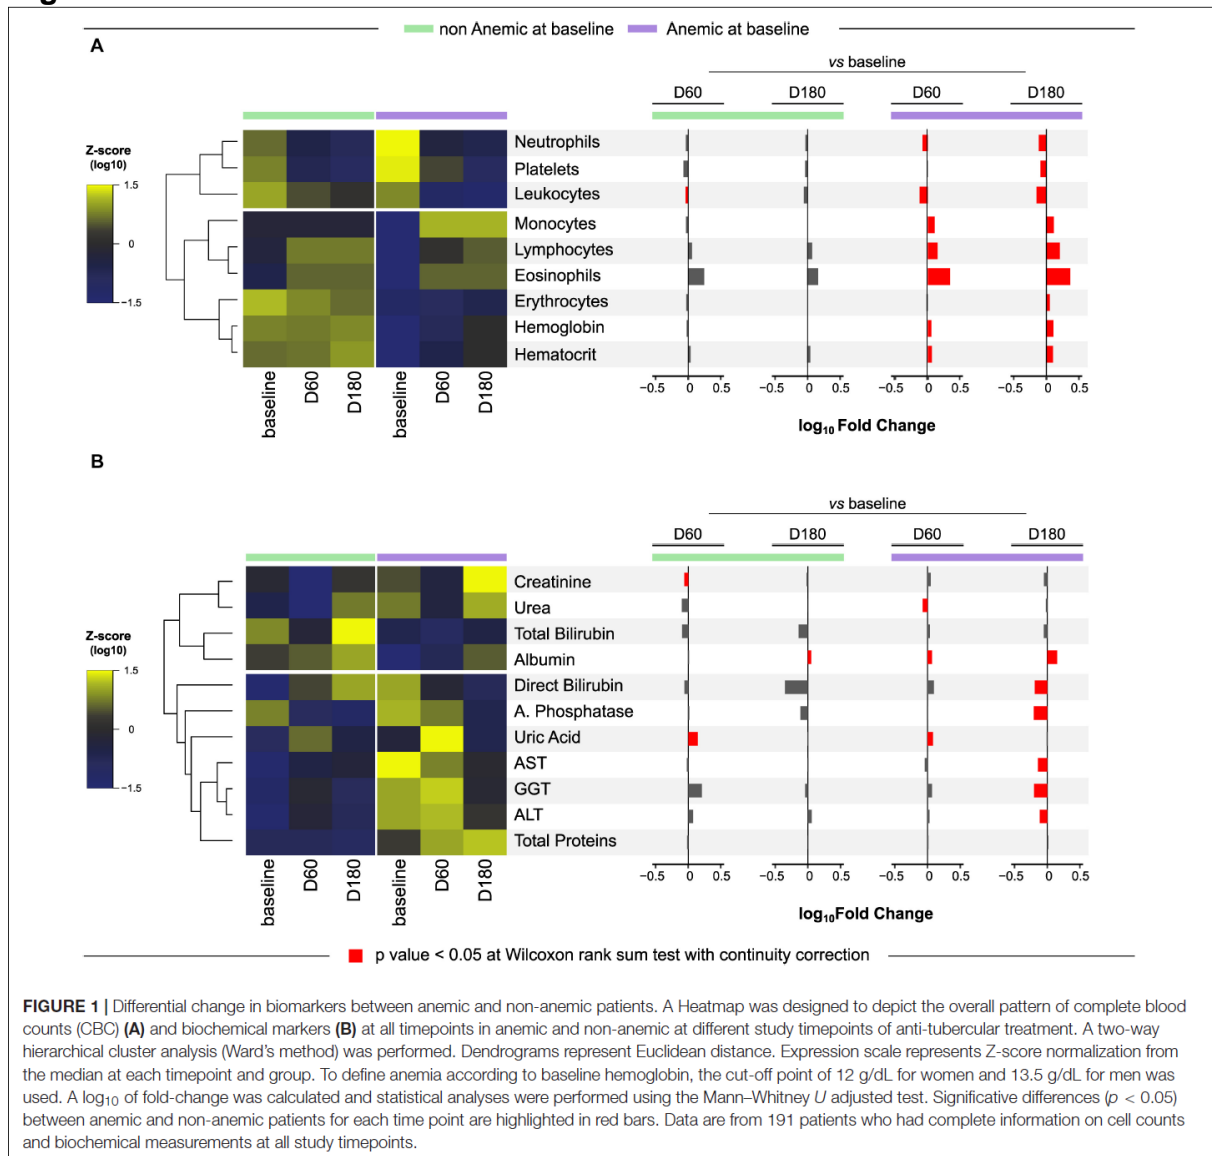 non Anemic at baseline Anemic at baseline
A
vs baseline
D60 D180 D60 D180
Z-score
(log10)
1.5
0
−1.5
Neutrophils
Platelets
Leukocytes
Monocytes
Lymphocytes
Eosinophils
Erythrocytes
Hemoglobin
Hematocrit
baseline D60 D180 baseline D60 D180
−0.5 0 0.5 −0.5 0 0.5 −0.5 0 0.5 −0.5 0 0.5
log10 Fold Change
B
vs baseline
D60 D180 D60 D180
Z-score
(log10)
1.5
0
−1.5
Creatinine
Urea
Total Bilirubin
Albumin
Direct Bilirubin
A. Phosphatase
Uric Acid
AST
GGT
ALT
Total Proteins
baseline D60 D180 baseline D60 D180
−0.5 0 0.5 −0.5 0 0.5 −0.5 0 0.5 −0.5 0 0.5
log10Fold Change
p value < 0.05 at Wilcoxon rank sum test with continuity correction
FIGURE 1 | Differential change in biomarkers between anemic and non-anemic patients. A Heatmap was designed to depict the overall pattern of complete blood
counts (CBC) (A) and biochemical markers (B) at all timepoints in anemic and non-anemic at different study timepoints of anti-tubercular treatment. A two-way
hierarchical cluster analysis (Ward's method) was performed. Dendrograms represent Euclidean distance. Expression scale represents Z-score normalization from
the median at each timepoint and group. To define anemia according to baseline hemoglobin, the cut-off point of 12 g/dL for women and 13.5 g/dL for men was
used. A log10 of fold-change was calculated and statistical analyses were performed using the Mann–Whitney U adjusted test. Significative differences (p < 0.05)
between anemic and non-anemic patients for each time point are highlighted in red bars. Data are from 191 patients who had complete information on cell counts
and biochemical measurements at all study timepoints.